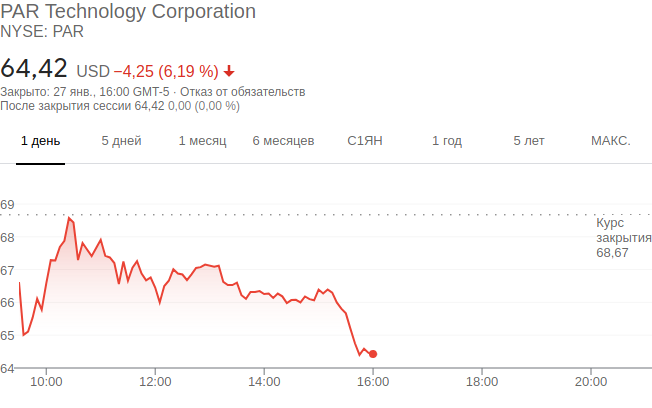 PAR Technology Corporation
NYSE: PAR
64,42 USD −4,25 (6,19 %)
Закрыто: 27 янв., 16:00 GMT-5 · Отказ от обязательств
После закрытия сессии 64,42 0,00 (0,00 %)
1 день 5 дней 1 месяц 6 месяцев С1ЯН 1 год 5 лет МАКС.
69
68
67
66
65
64
Курс
закрытия
68,67
10:00 12:00 14:00 16:00 18:00 20:00